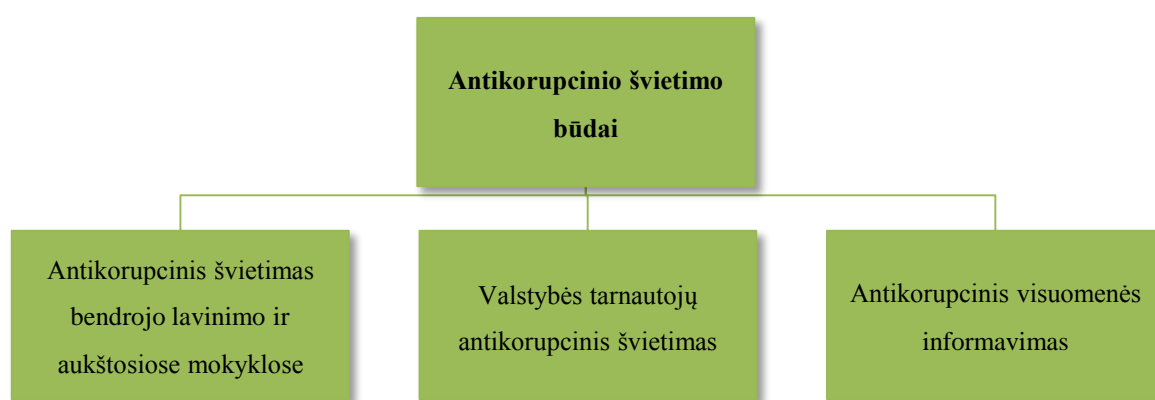 Antikorupcinio švietimo
būdai
Antikorupcinis švietimas
bendrojo lavinimo ir
aukštosiose mokyklose
Valstybės tarnautojų
antikorupcinis švietimas
Antikorupcinis visuomenės
informavimas